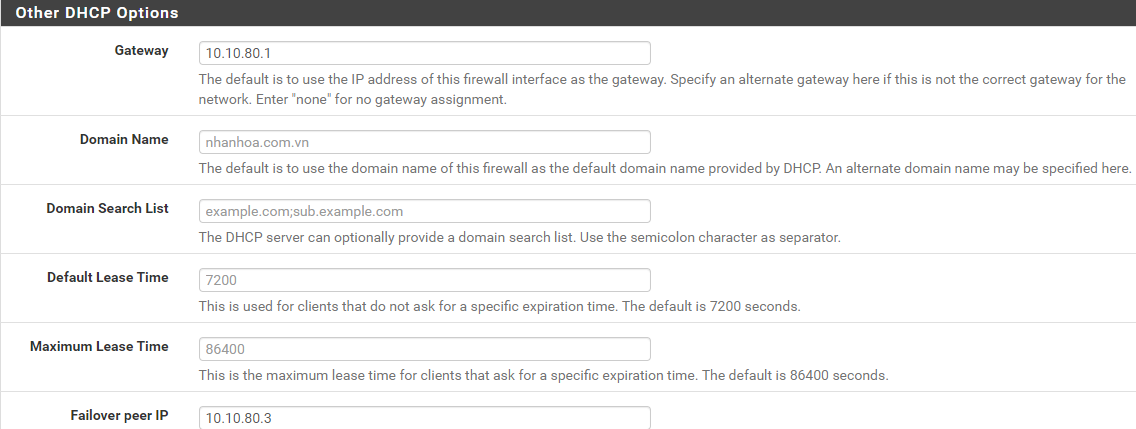 Other DHCP Options
Gateway
10.10.80.1
The default is to use the IP address of this firewall interface as the gateway. Specify an alternate gateway here if this is not the correct gateway for the
network. Enter "none" for no gateway assignment.
Domain Name
nhanhoa.com.vn
The default is to use the domain name of this firewall as the default domain name provided by DHCP. An alternate domain name may be specified here.
Domain Search List
example.com;sub.example.com
The DHCP server can optionally provide a domain search list. Use the semicolon character as separator.
Default Lease Time
7200
This is used for clients that do not ask for a specific expiration time. The default is 7200 seconds.
Maximum Lease Time
86400
This is the maximum lease time for clients that ask for a specific expiration time. The default is 86400 seconds.
Failover peer IP
10.10.80.3